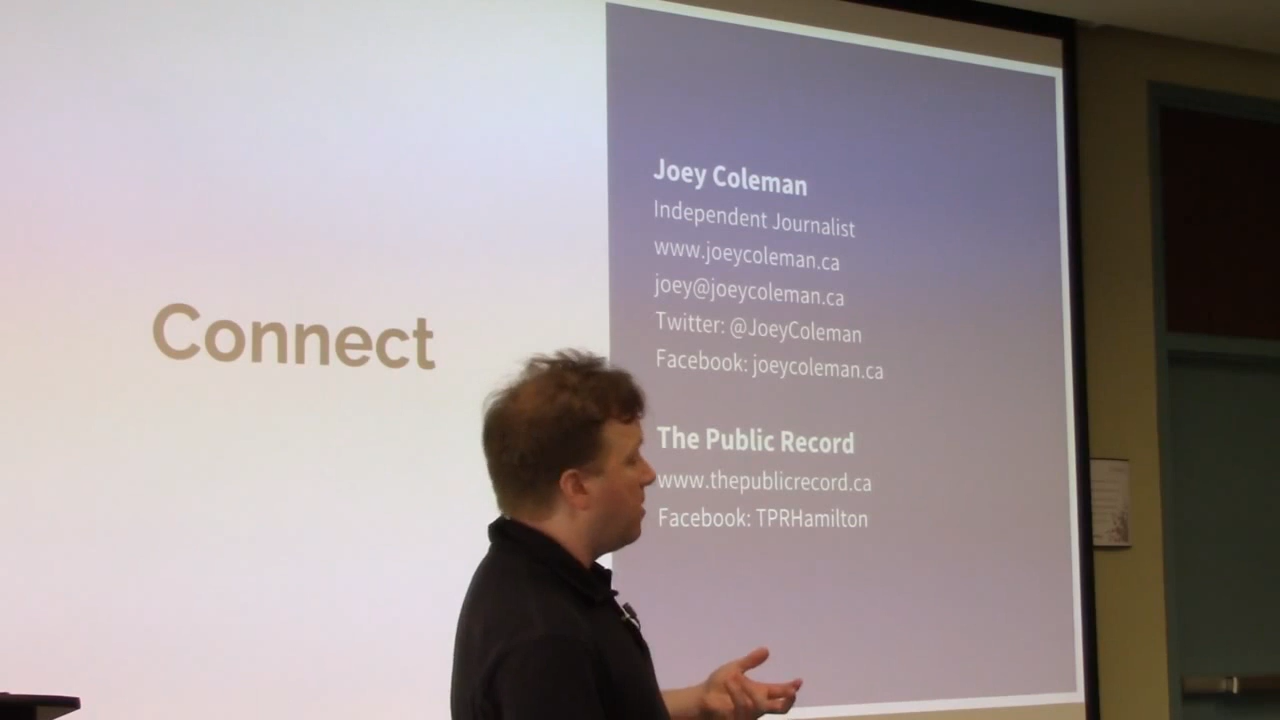 Connect
Joey Coleman
Independent Journalist
www.joeycoleman.ca
joey@joeycoleman.ca
Twitter: @JoeyColeman
Facebook: joeycoleman.ca
The Public Record
www.thepublicrecord.ca
Facebook: TPRHamilton